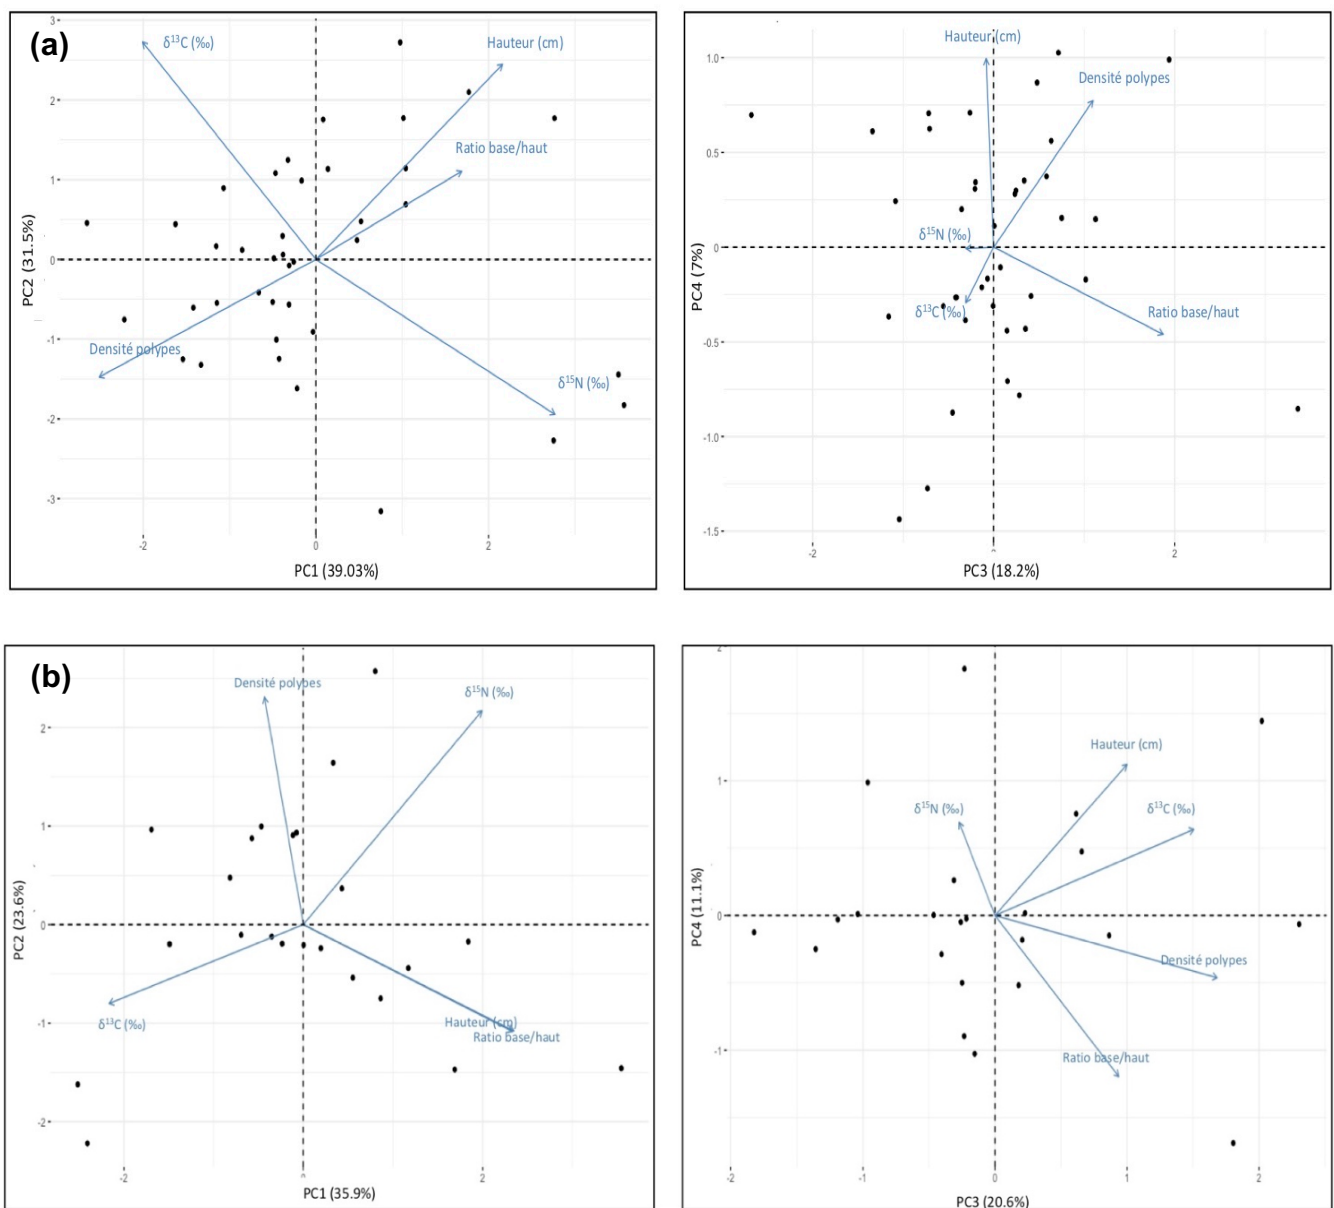 (a)
3
2
1
0
-1
-2
-3
-2
0
2
PC2 (31.5%)
PC1 (39.03%)
δ¹³C (‰)
Hauteur (cm)
Ratio base/haut
Densité polypes
δ¹⁵N (‰)
1.0
0.5
0
-0.5
-1.0
-1.5
-2
0
2
PC4 (7%)
PC3 (18.2%)
Hauteur (cm)
Densité polypes
δ¹⁵N (‰)
δ¹³C (‰)
Ratio base/haut
(b)
2
1
0
-1
-2
-2
0
2
PC2 (23.6%)
PC1 (35.9%)
Densité polypes
δ¹⁵N (‰)
δ¹³C (‰)
Hauteur (cm)
Ratio base/haut
2
1
0
-1
-2
-1
0
1
2
PC4 (11.1%)
PC3 (20.6%)
Hauteur (cm)
δ¹⁵N (‰)
δ¹³C (‰)
Densité polypes
Ratio base/haut